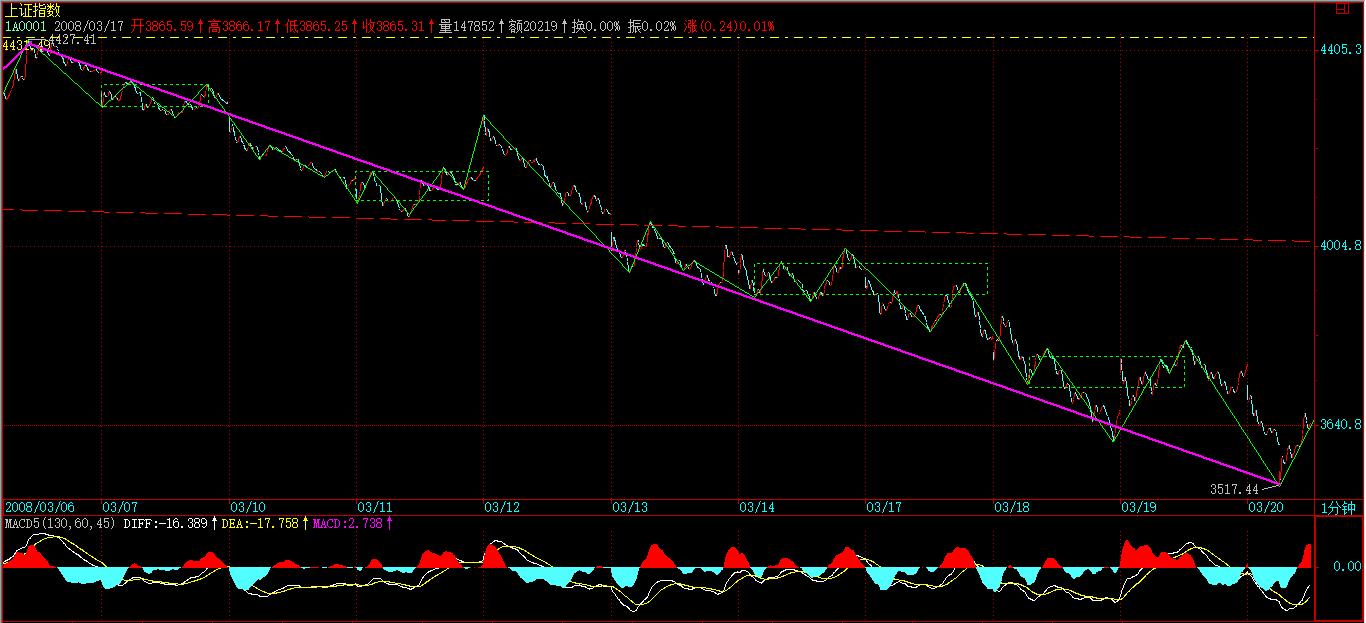 上证指数
1A0001 2008/03/17 开3865.59↑高3866.17↑低3865.25↑收3865.31↑量147852↑额20219↑换0.00% 振0.02% 涨(0.24)0.01%
4427.41
4405.3
4004.8
3640.8
3517.44
2008/03/06 03/07 03/10 03/11 03/12 03/13 03/14 03/17 03/18 03/19 03/20 1分钟
MACD5(130,60,45) DIFF:-16.389↑DEA:-17.758↑MACD:2.738↑
0.00